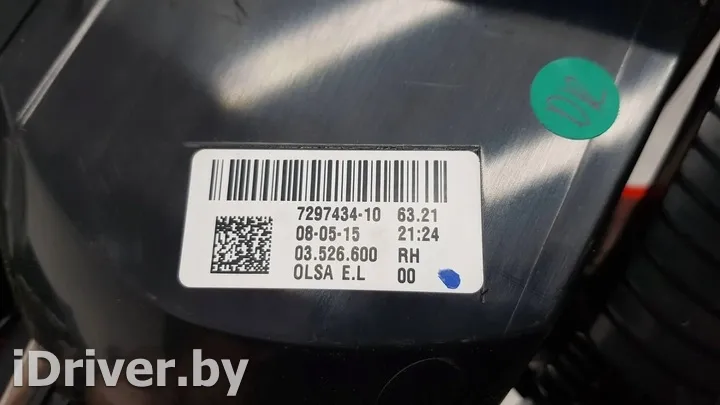 7297434-10 63.21
08-05-15 21:24
03.526.600 RH
OLSA E.L 00
iDriver.by